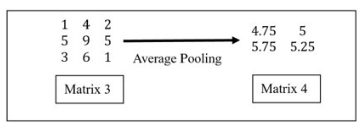 1 4 2
5 9 5
3 6 1
Average Pooling
4.75 5
5.75 5.25
Matrix 3
Matrix 4